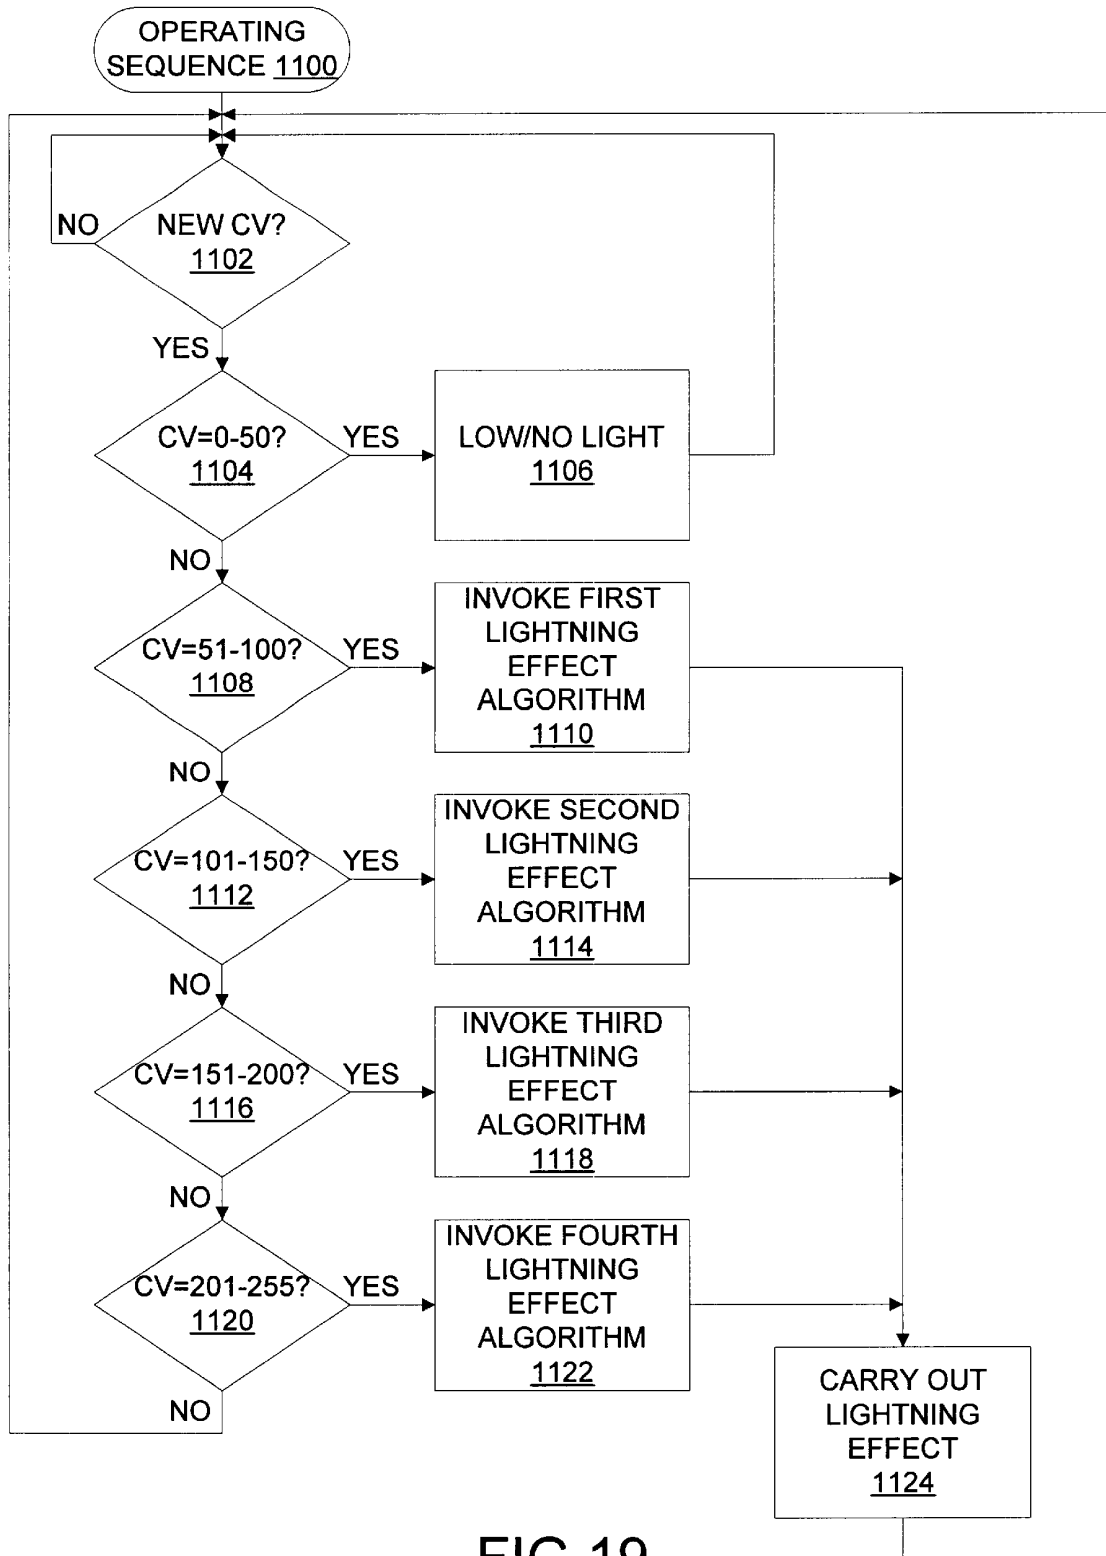 OPERATING
SEQUENCE 1100
NEW CV?
1102
NO
YES
CV=0-50?
1104
YES
LOW/NO LIGHT
1106
NO
CV=51-100?
1108
YES
INVOKE FIRST
LIGHTNING
EFFECT
ALGORITHM
1110
NO
CV=101-150?
1112
YES
INVOKE SECOND
LIGHTNING
EFFECT
ALGORITHM
1114
NO
CV=151-200?
1116
YES
INVOKE THIRD
LIGHTNING
EFFECT
ALGORITHM
1118
NO
CV=201-255?
1120
YES
INVOKE FOURTH
LIGHTNING
EFFECT
ALGORITHM
1122
NO
CARRY OUT
LIGHTNING
EFFECT
1124
FIG 19